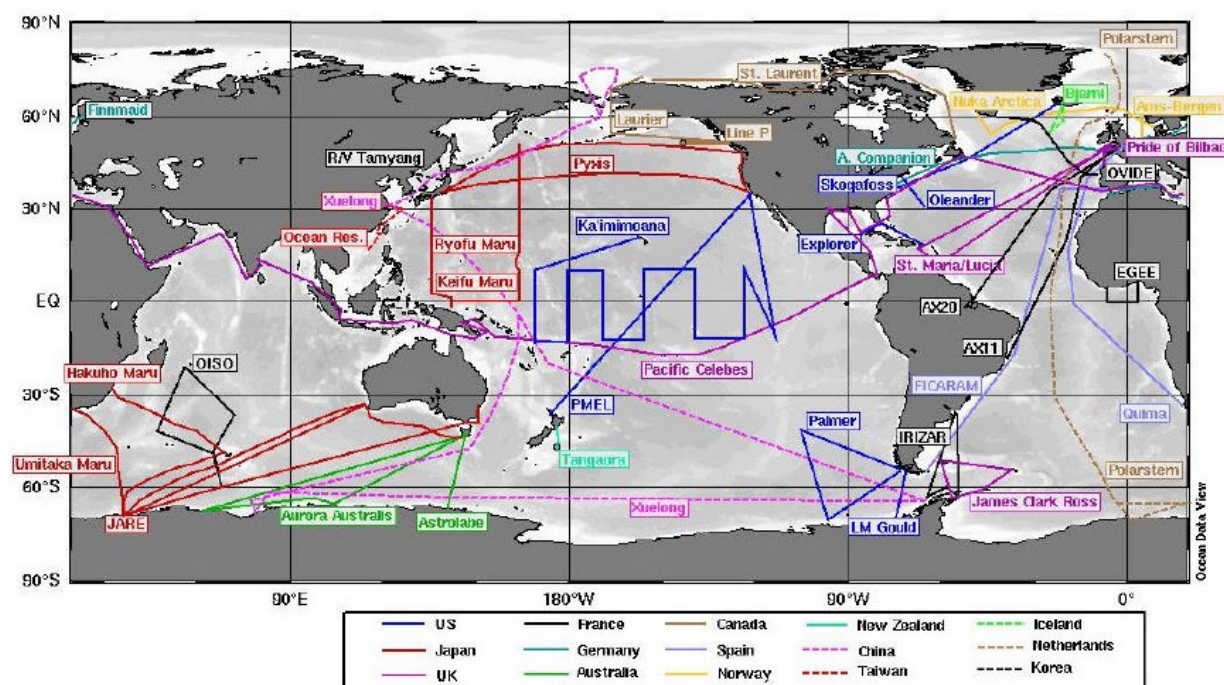 90°N
Polarstern
St. Laurent
Nuka Arctica
Bjarni
Ams-Bergen
60°N
Finnmaid
Laurier
Line P
R/V Tamyang
Pyxis
A. Companion
Pride of Bilbao
OVIDE
Skogafoss
Oleander
Xuelong
30°N
Ocean Res.
Ryofu Maru
Ka'imimoana
Explorer
St. Maria/Lucia
EGEE
Keifu Maru
EQ
AX20
AX11
Hakuho Maru
OISO
Pacific Celebes
30°S
PMEL
FICARAM
Quima
Palmer
IRIZAR
Umitaka Maru
Tangaora
Polarstern
60°S
JARE
Aurora Australis
Astrolabe
Xuelong
LM Gould
James Clark Ross
90°S
90°E
180°W
90°W
0°
Ocean Data View
US
France
Canada
New Zealand
Iceland
Japan
Germany
Spain
China
Netherlands
UK
Australia
Norway
Taiwan
Korea